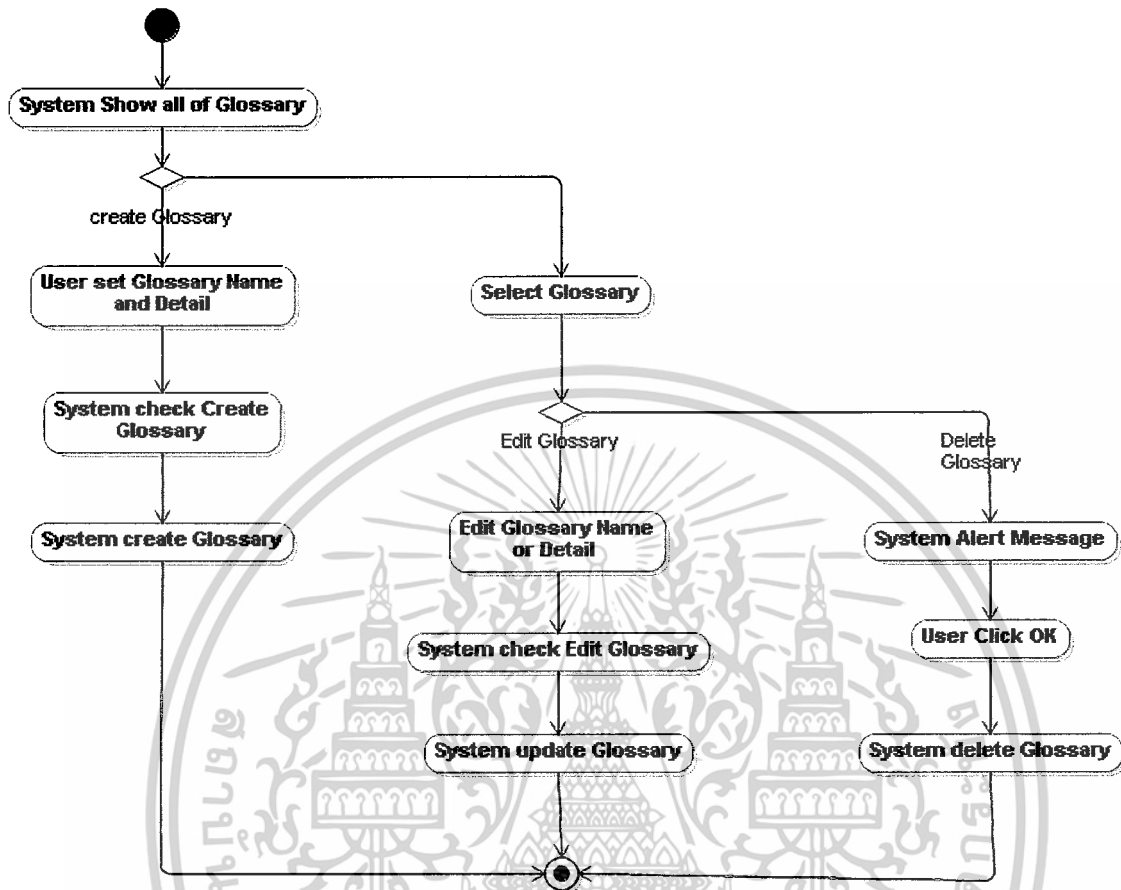 System Show all of Glossary
create Glossary
User set Glossary Name
and Detail
Select Glossary
System check Create
Glossary
Edit Glossary
Delete
Glossary
System create Glossary
Edit Glossary Name
or Detail
System Alert Message
System check Edit Glossary
User Click OK
System update Glossary
System delete Glossary